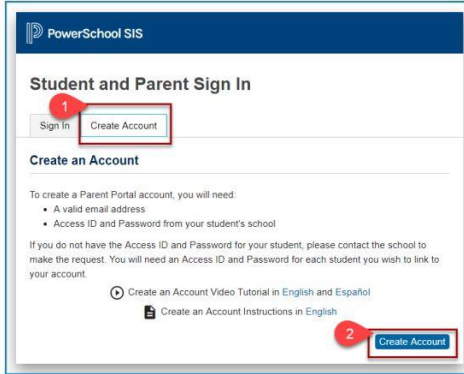 PowerSchool SIS
Student and Parent Sign In
1
Sign In Create Account
Create an Account
To create a Parent Portal account, you will need:
• A valid email address
• Access ID and Password from your student's school
If you do not have the Access ID and Password for your student, please contact the school to
make the request. You will need an Access ID and Password for each student you wish to link to
your account.
Create an Account Video Tutorial in English and Español
Create an Account Instructions in English
2
Create Account